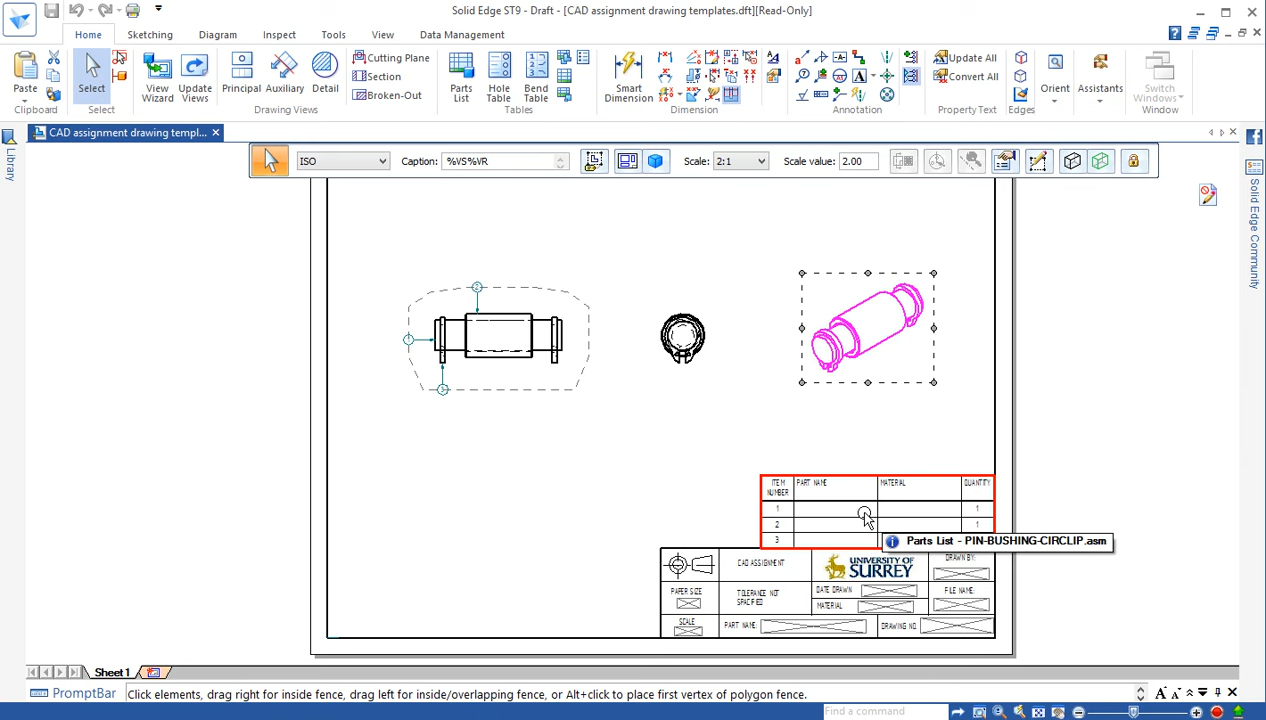 Solid Edge ST9 - Draft - [CAD assignment drawing templates.dft][Read-Only]
Home Sketching Diagram Inspect Tools View Data Management
Paste
Clipboard
Select
Select
View Wizard
Update Views
Principal
Auxiliary
Detail
Cutting Plane
Section
Broken-Out
Drawing Views
Parts List
Hole Table
Bend Table
Tables
Smart Dimension
Dimension
Annotation
Update All
Convert All
Property Text
Edges
Orient
Assistants
Switch Windows
Window
CAD assignment drawing templ...
ISO
Caption: %VS%VR
Scale: 2:1
Scale value: 2.00
Library
Solid Edge Community
2
3
ITEM NUMBER PART NAME MATERIAL QUANTITY
1 1
2 1
3
Parts List - PIN-BUSHING-CIRCLIP.asm
CAD ASSIGNMENT
UNIVERSITY OF SURREY
DRAWN BY:
PAPER SIZE
TOLERANCE NOT SPACIFIED
DATE DRAWN
MATERIAL
FILE NAME:
SCALE
PART NAME:
DRAWING NO.
Sheet1
PromptBar
Click elements, drag right for inside fence, drag left for inside/overlapping fence, or Alt+click to place first vertex of polygon fence.
Find a command